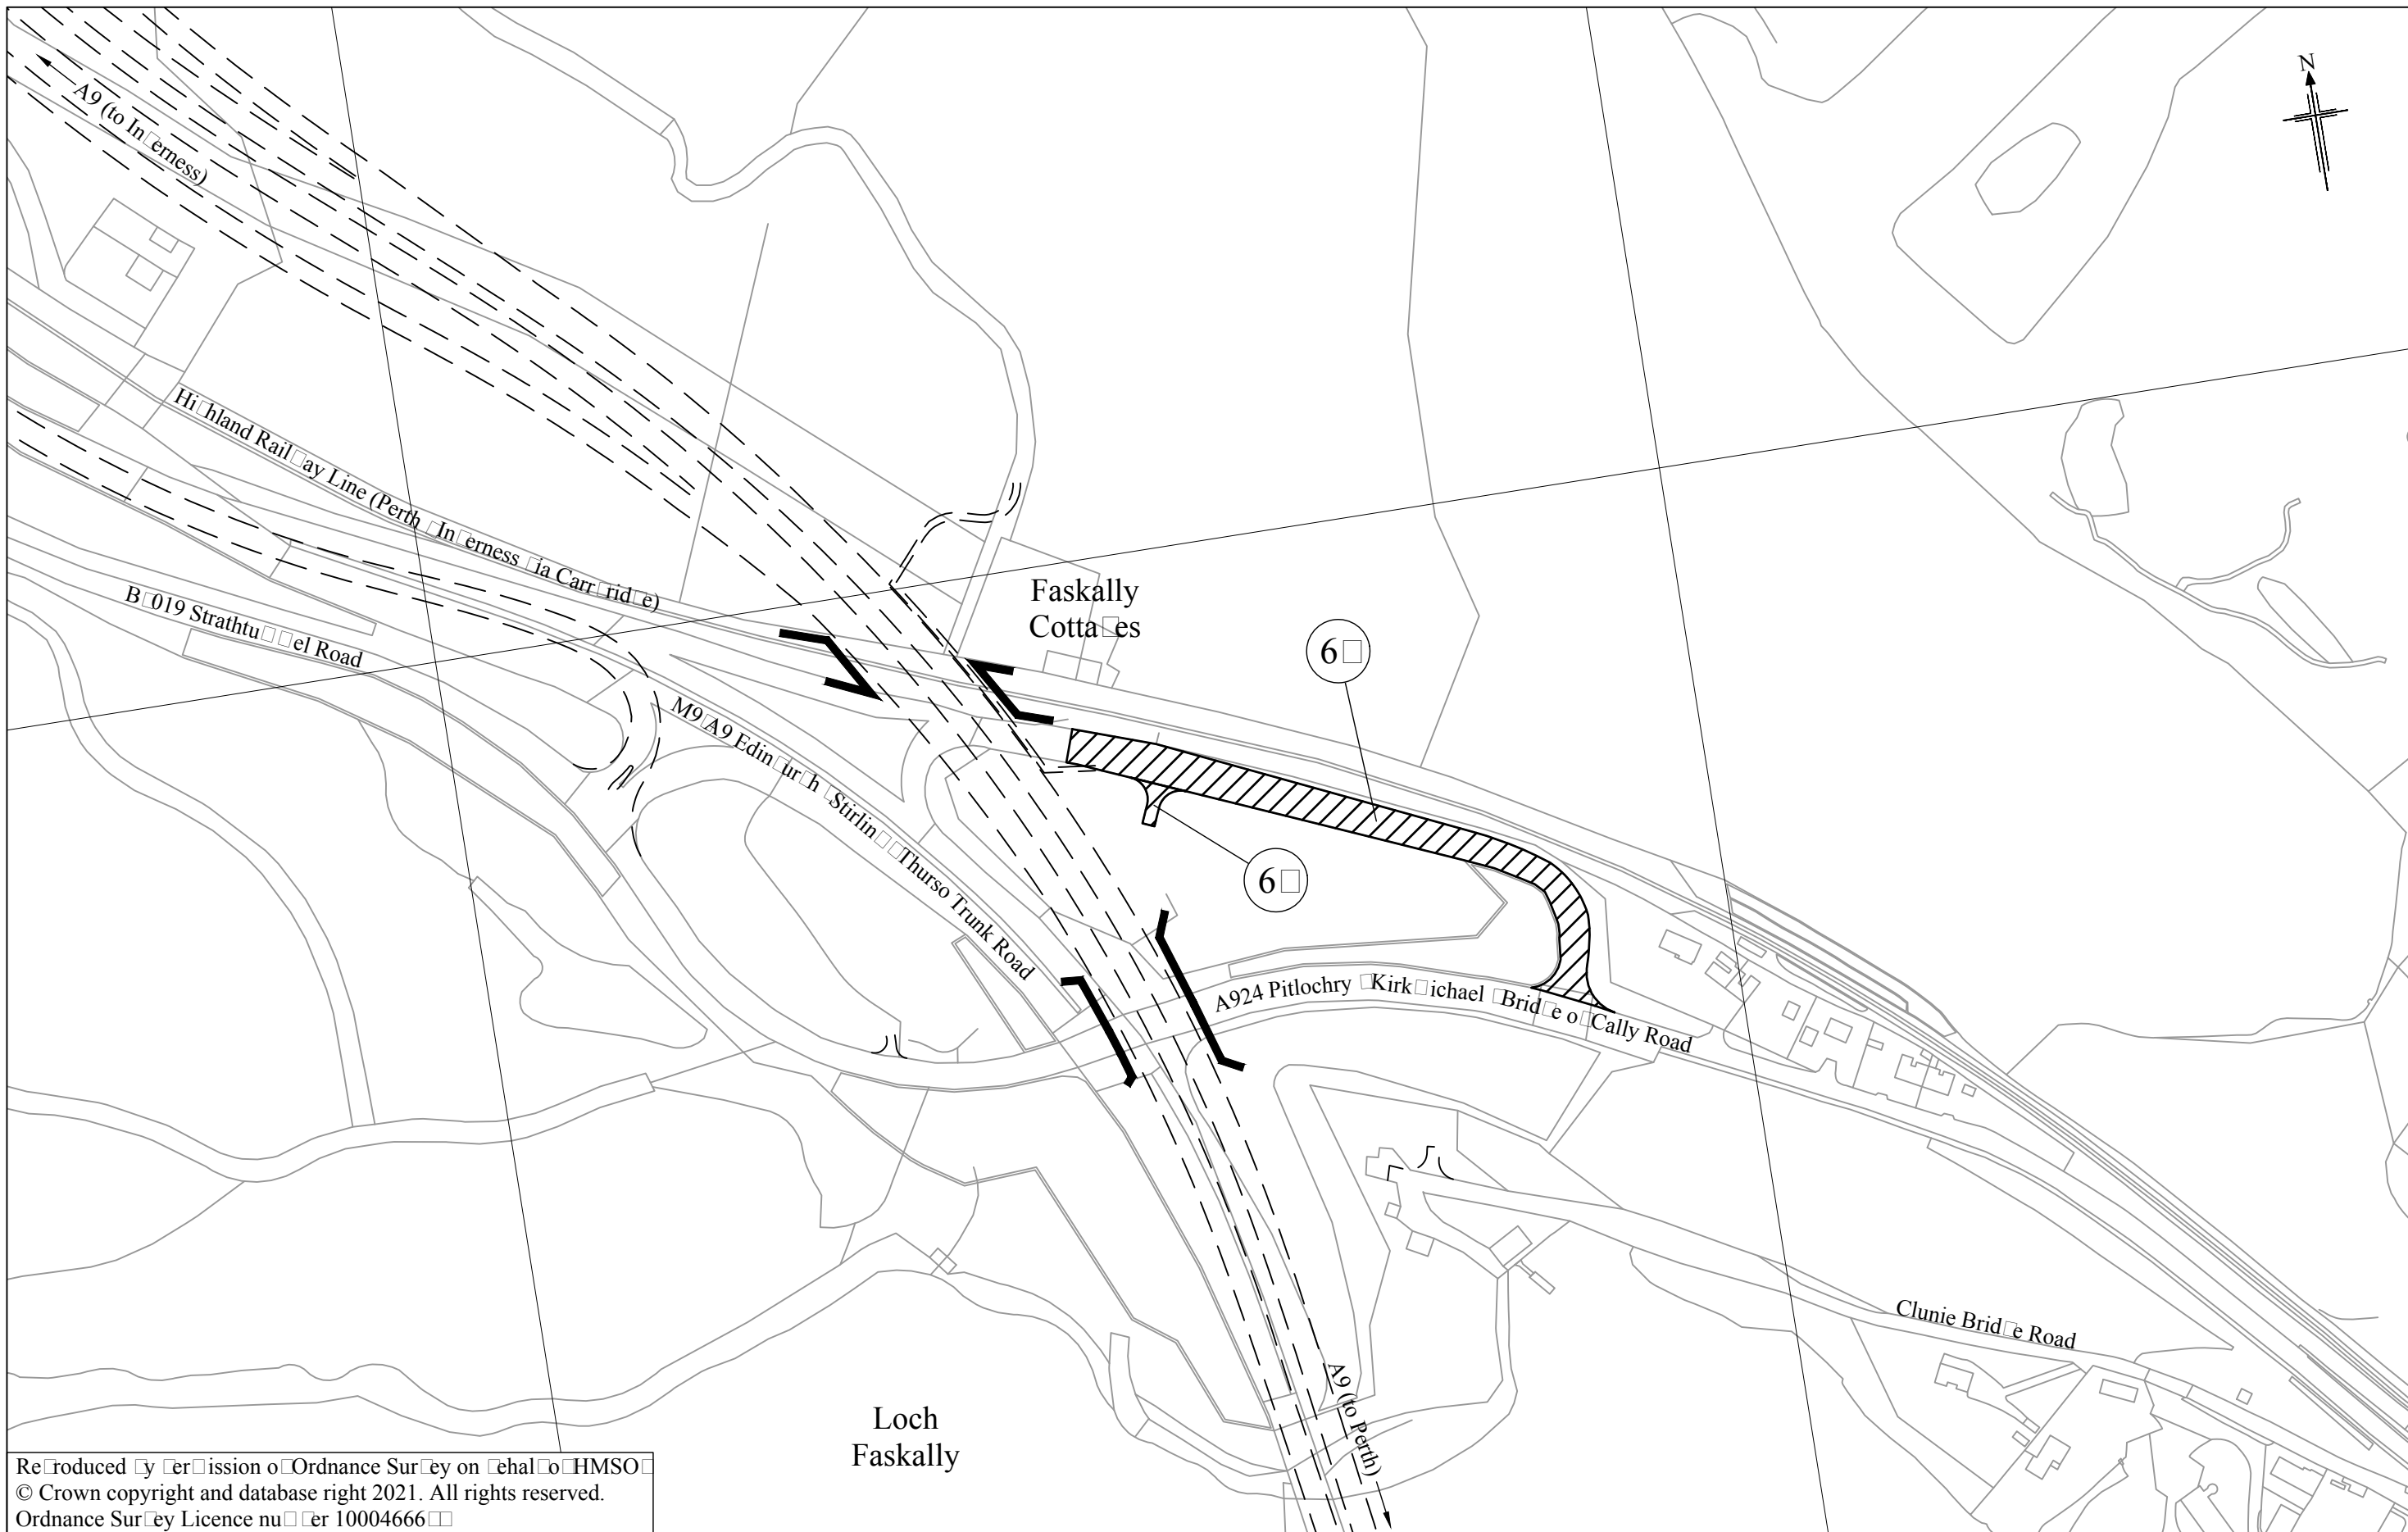 N
A9 (to In□erness)
Hi□hland Rail□ay Line (Perth □In□erness □ia Carr□rid□e)
B□019 Strathtu□□el Road
Faskally
Cotta□es
6□
M9□A9 Edin□ur□h □Stirlin□□Thurso Trunk Road
6□
A924 Pitlochry □Kirk□ichael □Brid□e o□Cally Road
Clunie Brid□e Road
A9 (to Perth)
Loch
Faskally
Re□roduced □y □er□ission o□Ordnance Sur□ey on □ehal□o□HMSO□
© Crown copyright and database right 2021. All rights reserved.
Ordnance Sur□ey Licence nu□□er 10004666□□